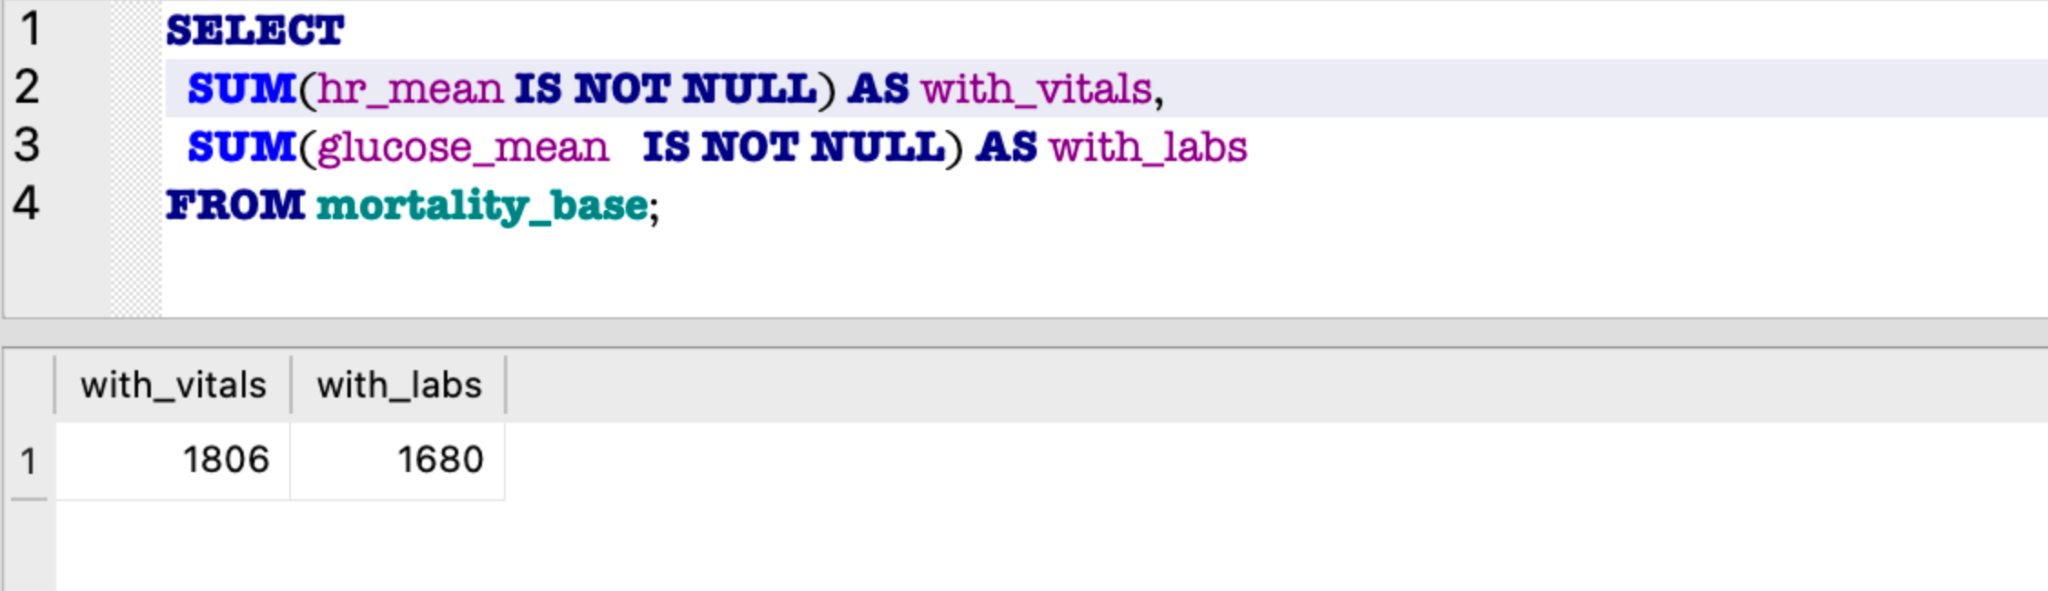 1 SELECT
2 SUM(hr_mean IS NOT NULL) AS with_vitals,
3 SUM(glucose_mean   IS NOT NULL) AS with_labs
4 FROM mortality_base;
with_vitals with_labs
1 1806 1680